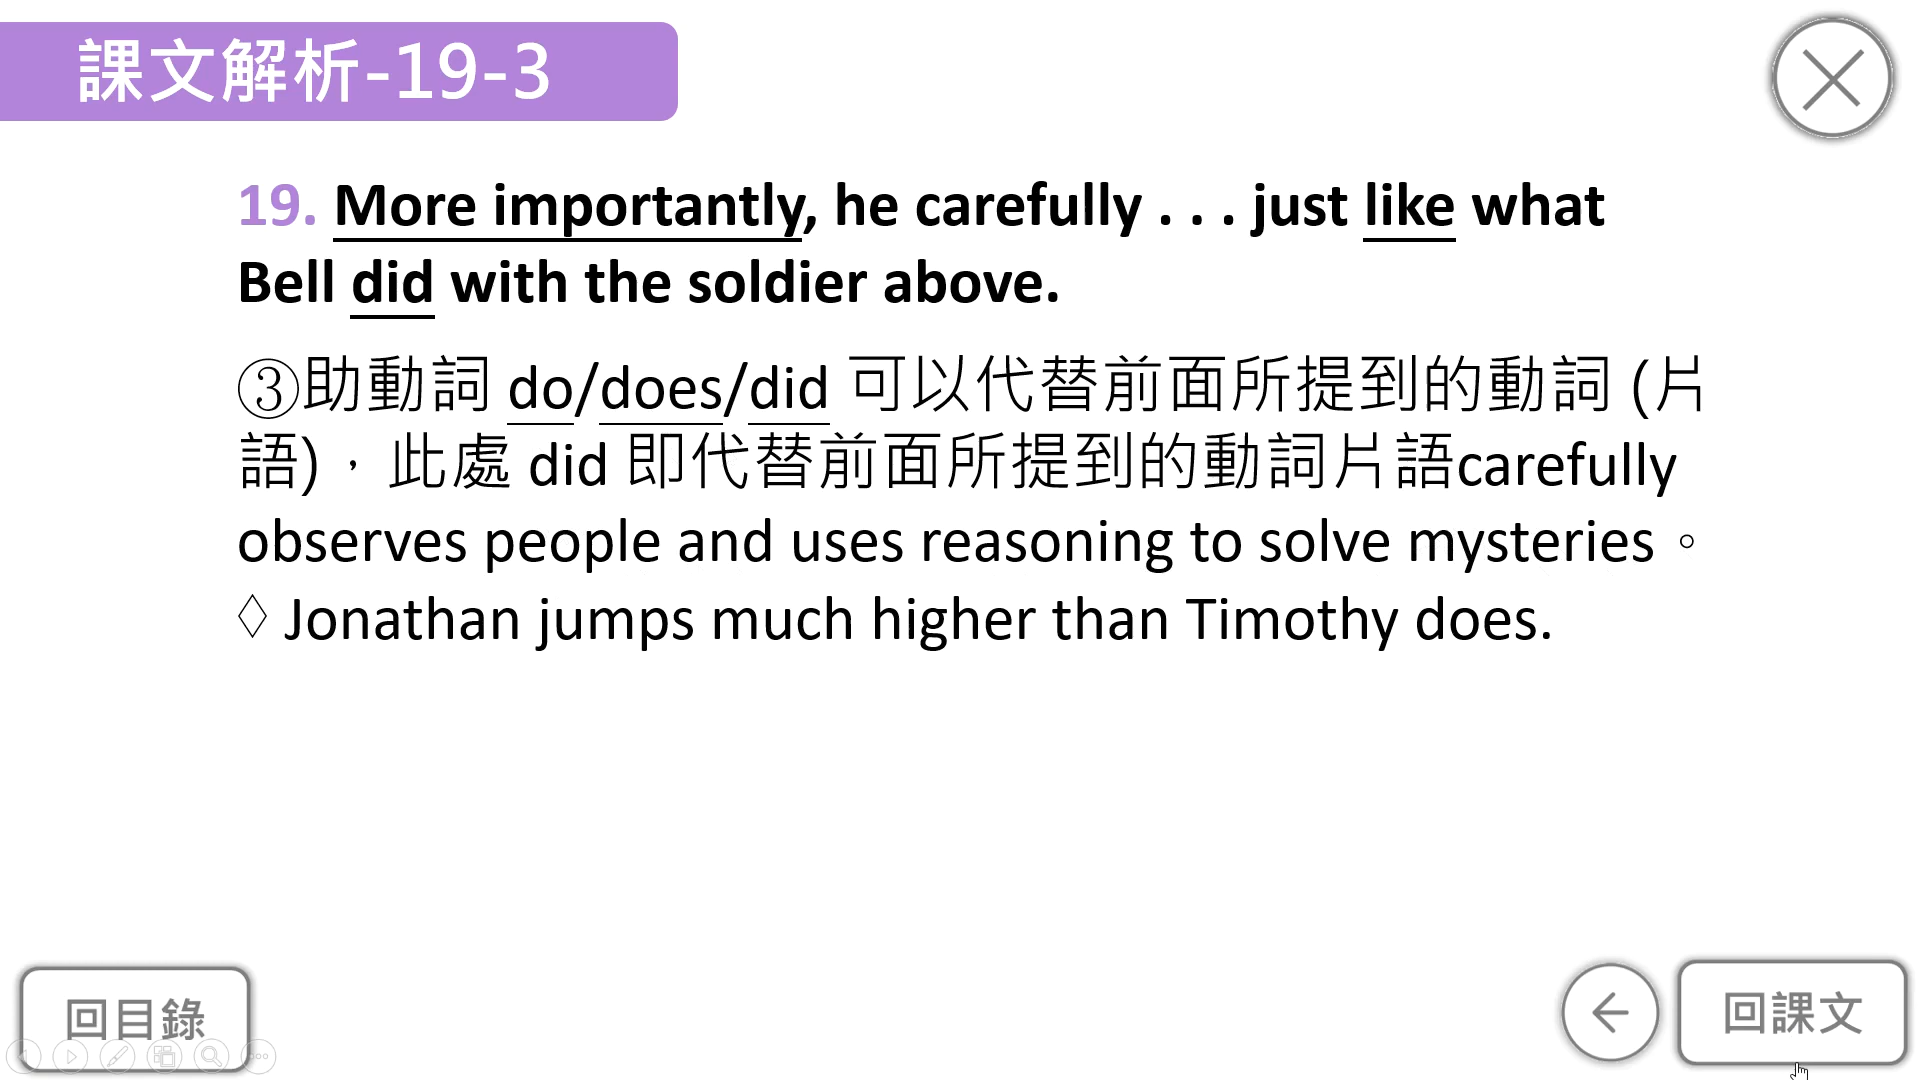 課文解析-19-3
19. More importantly, he carefully . . . just like what
Bell did with the soldier above.
③助動詞 do/does/did 可以代替前面所提到的動詞 (片
語)，此處 did 即代替前面所提到的動詞片語carefully
observes people and uses reasoning to solve mysteries。
◊ Jonathan jumps much higher than Timothy does.
回目錄
回課文